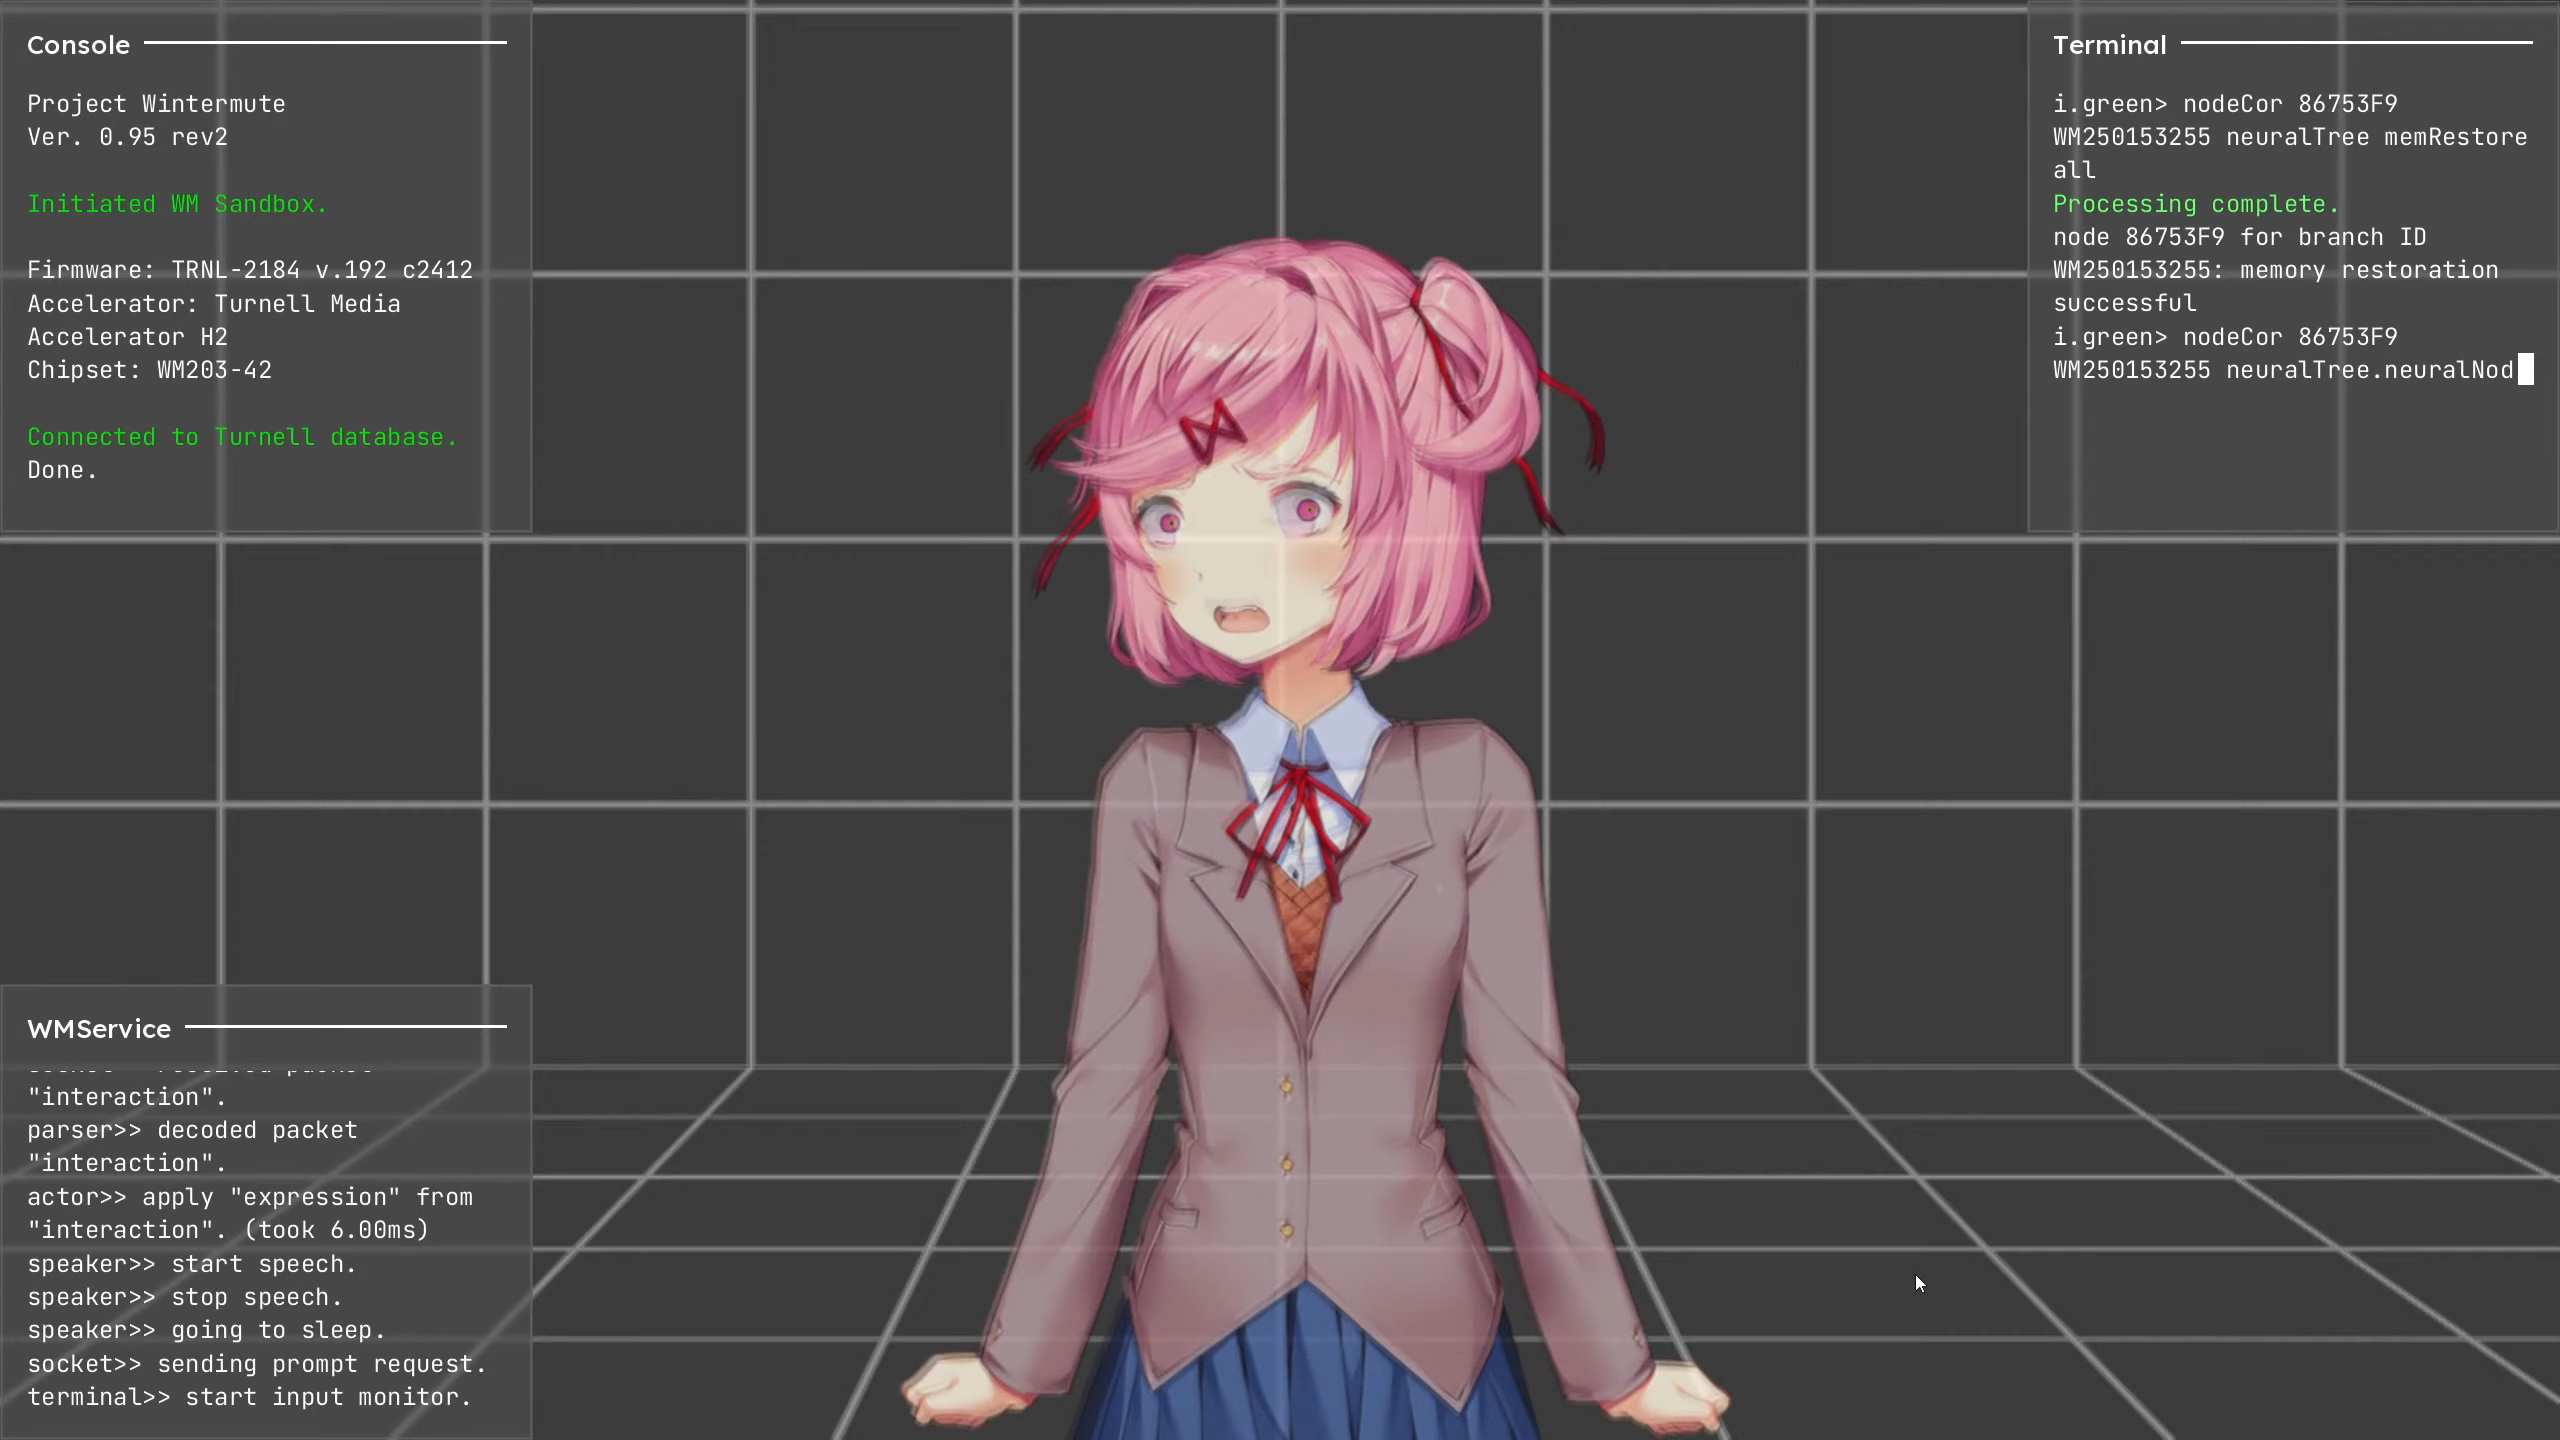 Console
Project Wintermute
Ver. 0.95 rev2
Initiated WM Sandbox.
Firmware: TRNL-2184 v.192 c2412
Accelerator: Turnell Media
Accelerator H2
Chipset: WM203-42
Connected to Turnell database.
Done.
Terminal
i.green> nodeCor 86753F9
WM250153255 neuralTree memRestore
all
Processing complete.
node 86753F9 for branch ID
WM250153255: memory restoration
successful
i.green> nodeCor 86753F9
WM250153255 neuralTree.neuralNod
WMService
"interaction".
parser>> decoded packet
"interaction".
actor>> apply "expression" from
"interaction". (took 6.00ms)
speaker>> start speech.
speaker>> stop speech.
speaker>> going to sleep.
socket>> sending prompt request.
terminal>> start input monitor.